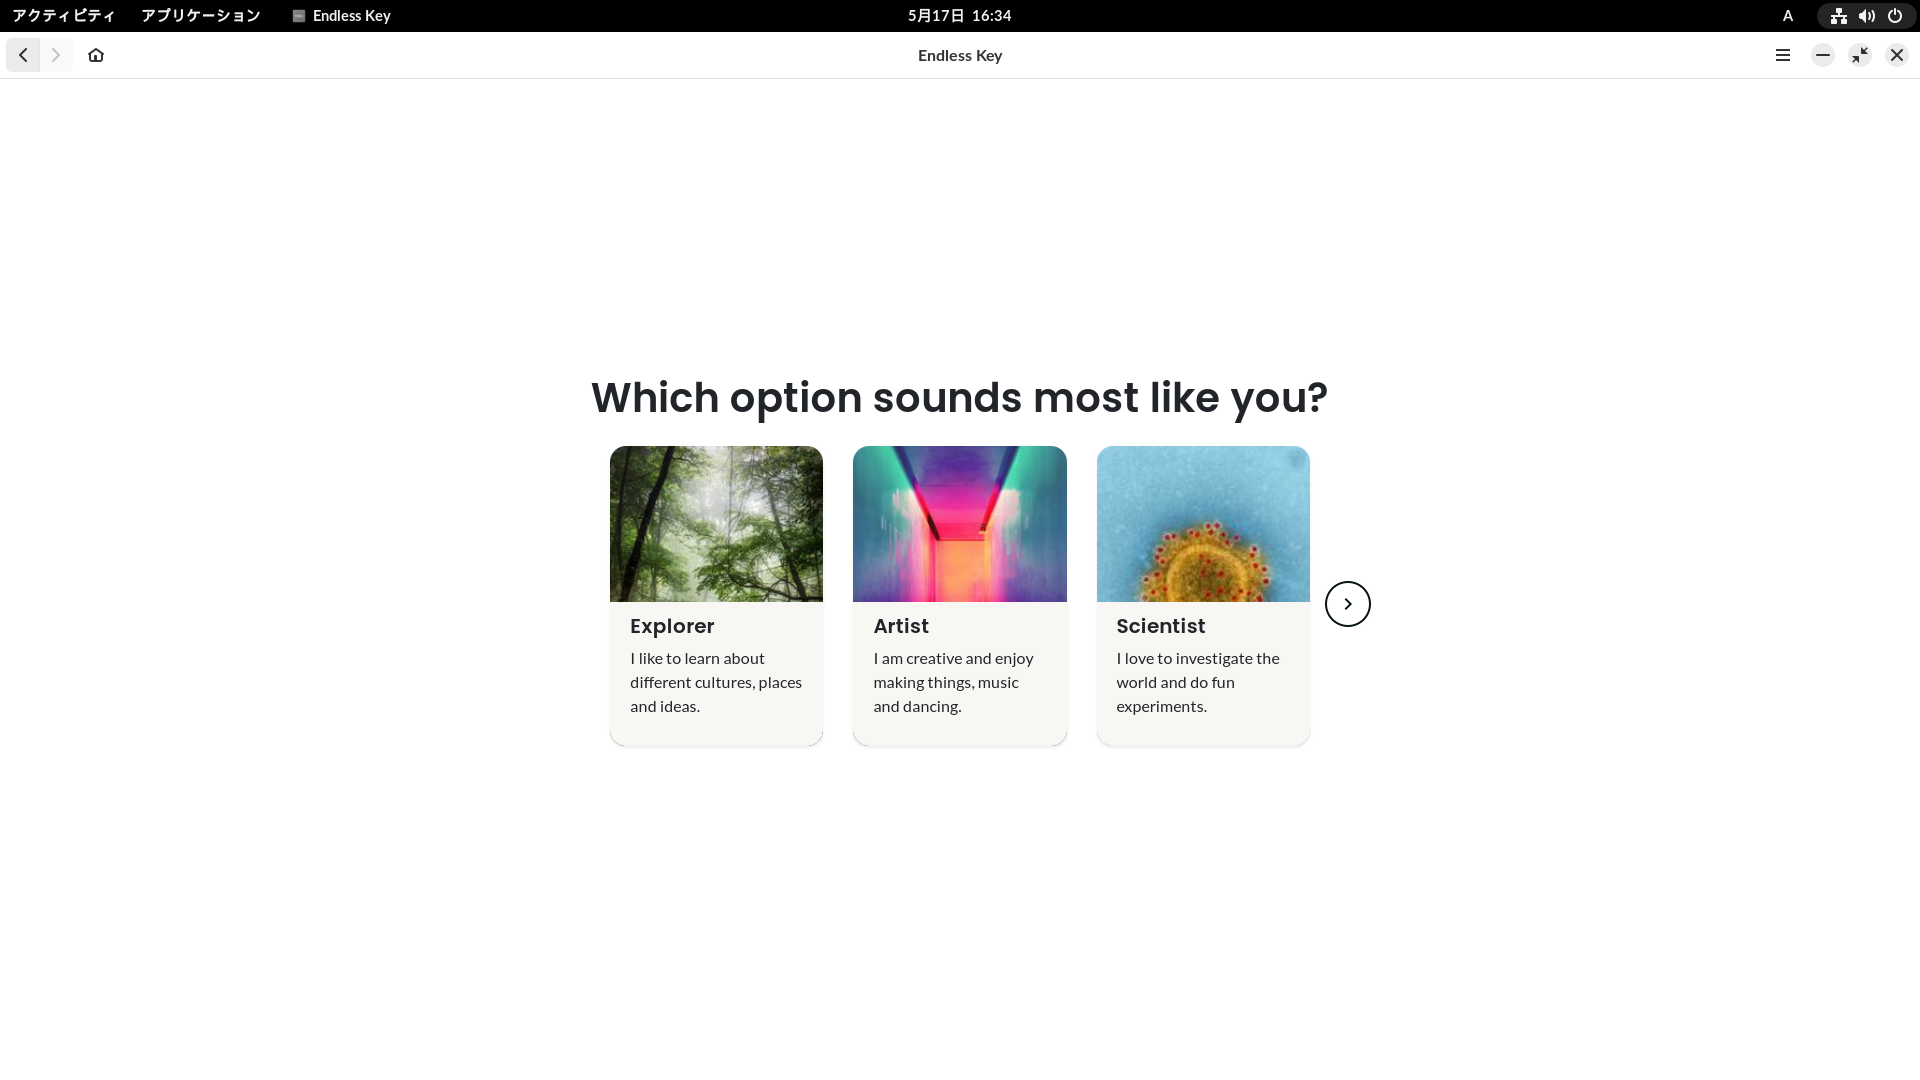 アクティビティ アプリケーション Endless Key 5月17日 16:34 A
Endless Key
Which option sounds most like you?
Explorer
I like to learn about
different cultures, places
and ideas.
Artist
I am creative and enjoy
making things, music
and dancing.
Scientist
I love to investigate the
world and do fun
experiments.